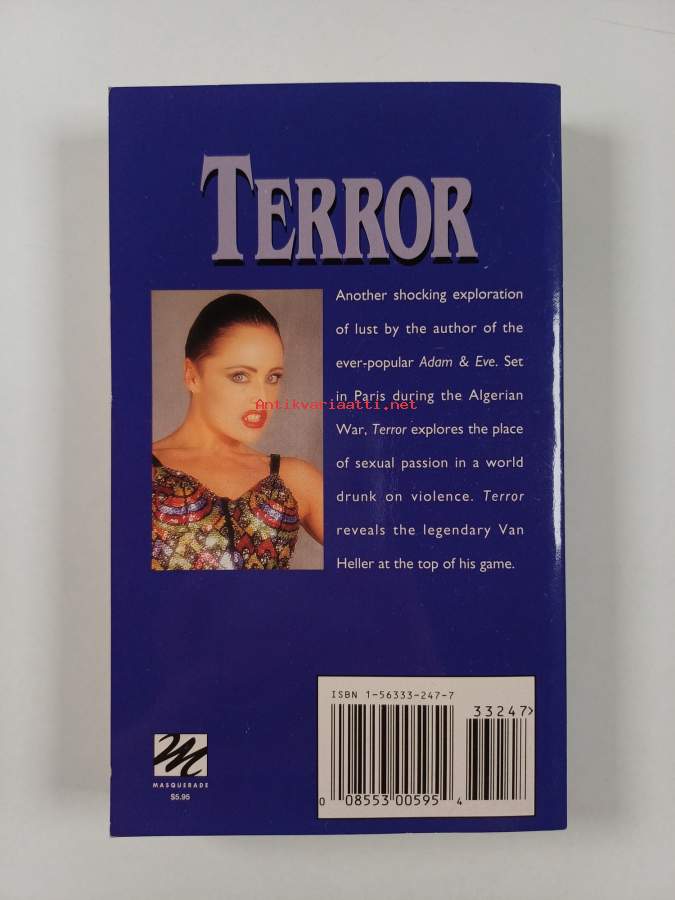 TERROR
Another shocking exploration
of lust by the author of the
ever-popular Adam & Eve. Set
in Paris during the Algerian
Antikvariaatti.net
War, Terror explores the place
of sexual passion in a world
drunk on violence. Terror
reveals the legendary Van
Heller at the top of his game.
ISBN 1-56333-247-7
33247>
0 08553 00595 4
M
MASQUERADE
$5.95